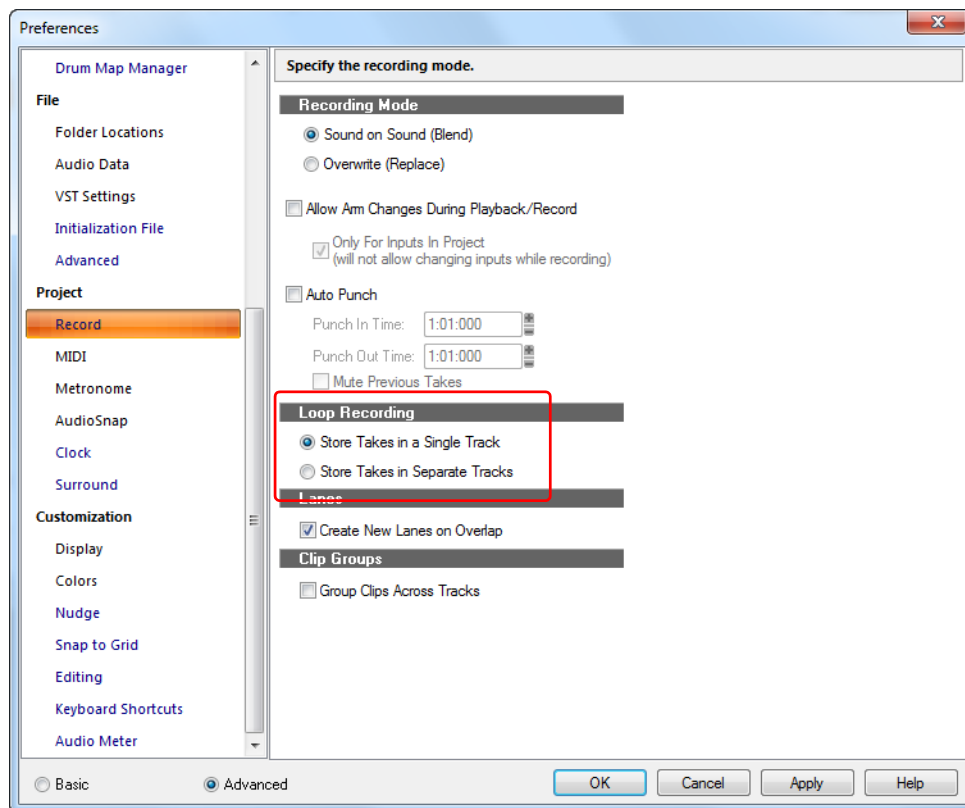 Preferences
Drum Map Manager
File
Folder Locations
Audio Data
VST Settings
Initialization File
Advanced
Project
Record
MIDI
Metronome
AudioSnap
Clock
Surround
Customization
Display
Colors
Nudge
Snap to Grid
Editing
Keyboard Shortcuts
Audio Meter
Specify the recording mode.
Recording Mode
Sound on Sound (Blend)
Overwrite (Replace)
Allow Arm Changes During Playback/Record
Only For Inputs In Project
(will not allow changing inputs while recording)
Auto Punch
Punch In Time: 1:01:000
Punch Out Time: 1:01:000
Mute Previous Takes
Loop Recording
Store Takes in a Single Track
Store Takes in Separate Tracks
Lanes
Create New Lanes on Overlap
Clip Groups
Group Clips Across Tracks
Basic Advanced OK Cancel Apply Help